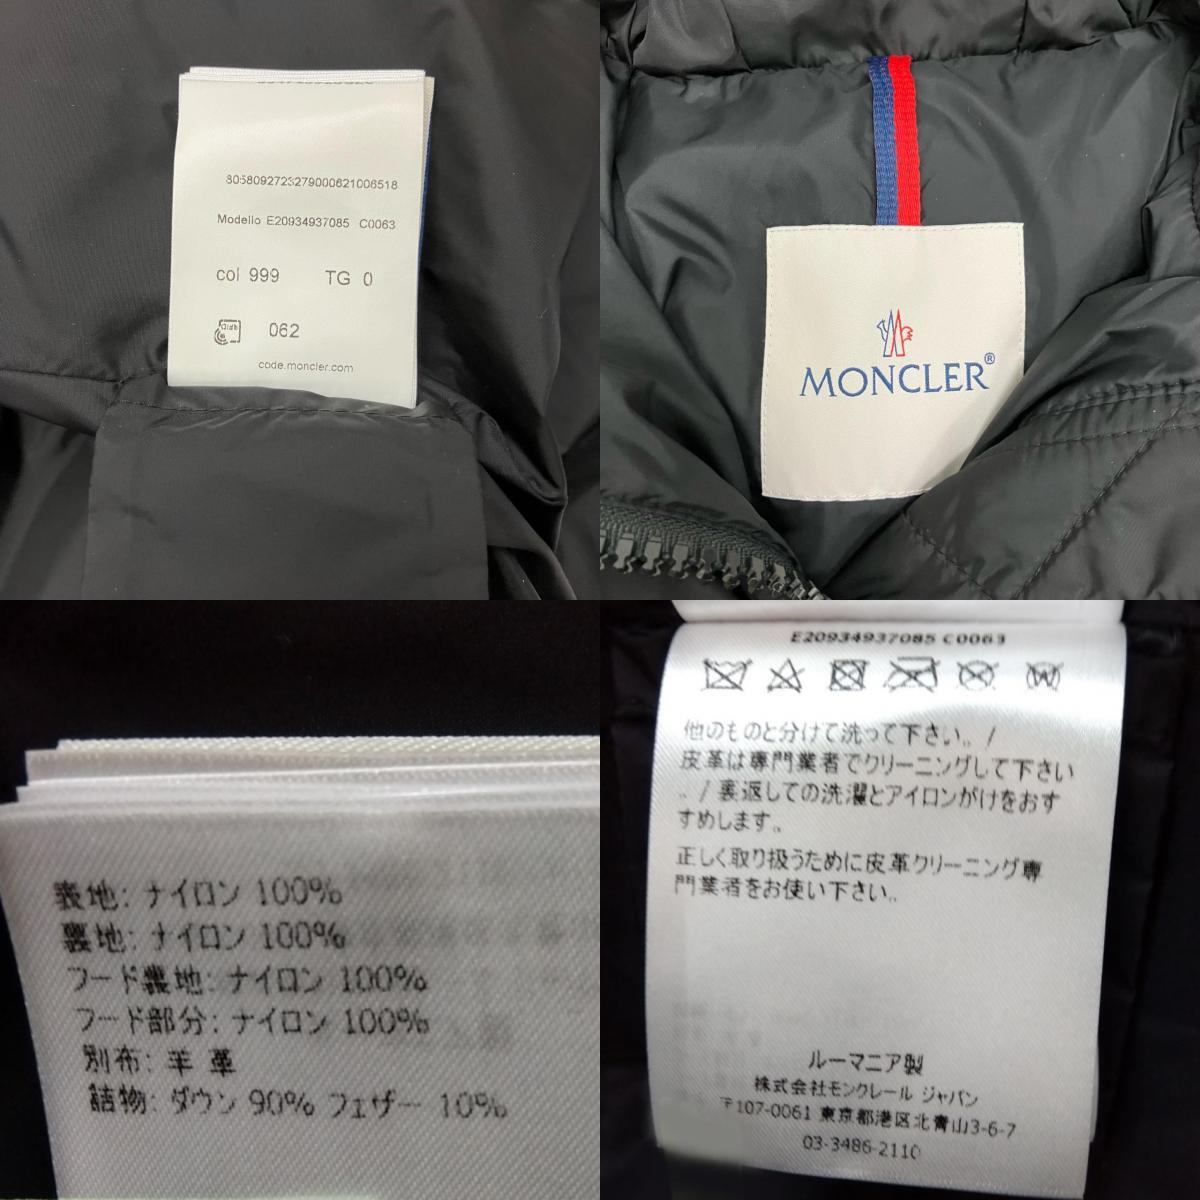 8058092723279000621006518
Modello E20934937085 C0063
col 999 TG 0
062
code.moncler.com
MONCLER®
表地: ナイロン 100%
裏地: ナイロン 100%
フード裏地: ナイロン 100%
フード部分: ナイロン 100%
別布: 羊 革
詰物: ダウン 90% フェザー 10%
E20934937085 C0063
他のものと分けて洗って下さい。/
皮革は専門業者でクリーニングして下さい
。/ 裏返しての洗濯とアイロンがけをおす
すめします。
正しく取り扱うために皮革クリーニング専
門業者をお使い下さい。
ルーマニア製
株式会社モンクレール ジャパン
〒107-0061 東京都港区北青山3-6-7
03-3486-2110